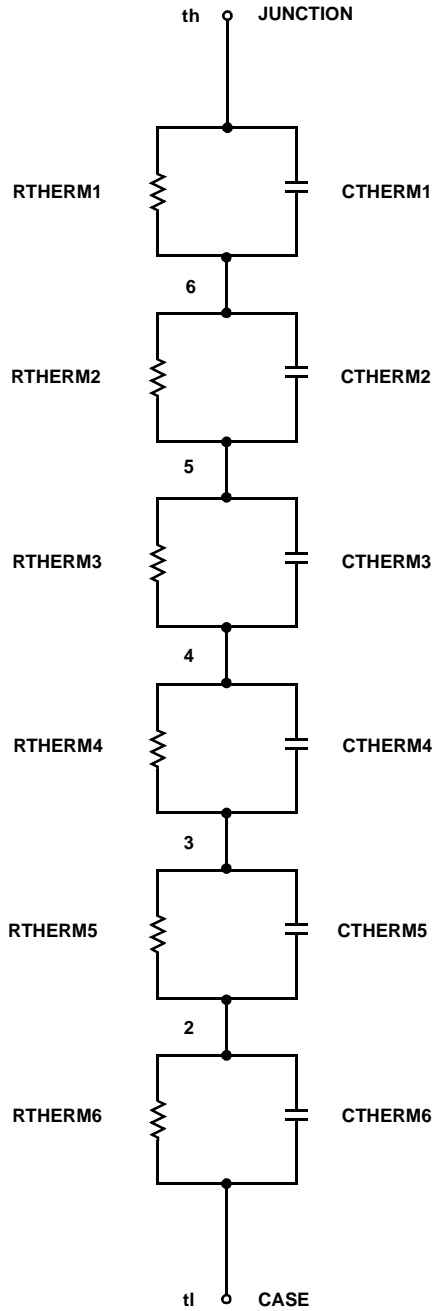 th JUNCTION
RTHERM1 CTHERM1
6
RTHERM2 CTHERM2
5
RTHERM3 CTHERM3
4
RTHERM4 CTHERM4
3
RTHERM5 CTHERM5
2
RTHERM6 CTHERM6
tl CASE